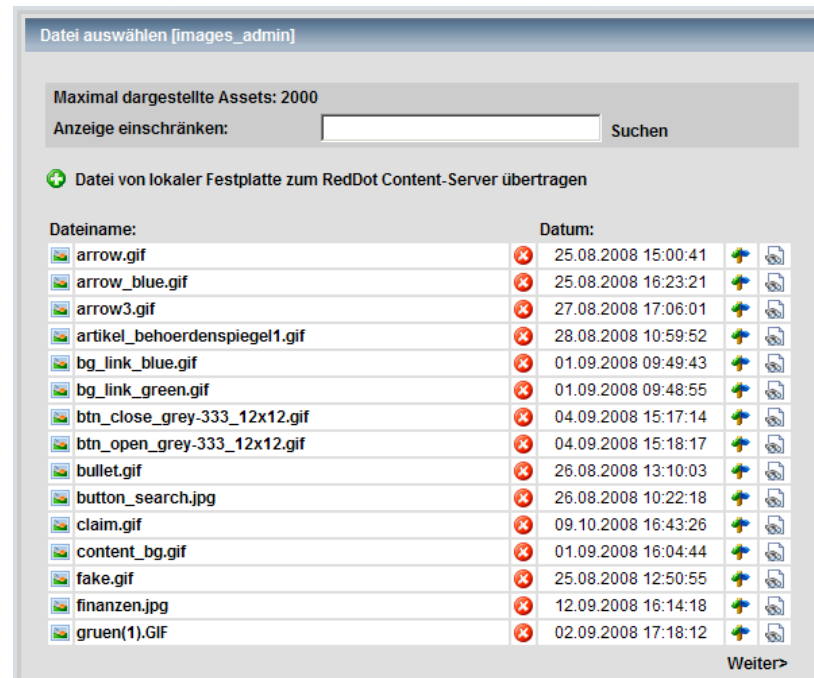 Datei auswählen [images_admin]
Maximal dargestellte Assets: 2000
Anzeige einschränken: Suchen
Datei von lokaler Festplatte zum RedDot Content-Server übertragen
Dateiname: Datum:
arrow.gif 25.08.2008 15:00:41
arrow_blue.gif 25.08.2008 16:23:21
arrow3.gif 27.08.2008 17:06:01
artikel_behoerdenspiegel1.gif 28.08.2008 10:59:52
bg_link_blue.gif 01.09.2008 09:49:43
bg_link_green.gif 01.09.2008 09:48:55
btn_close_grey-333_12x12.gif 04.09.2008 15:17:14
btn_open_grey-333_12x12.gif 04.09.2008 15:18:17
bullet.gif 26.08.2008 13:10:03
button_search.jpg 26.08.2008 10:22:18
claim.gif 09.10.2008 16:43:26
content_bg.gif 01.09.2008 16:04:44
fake.gif 25.08.2008 12:50:55
finanzen.jpg 12.09.2008 16:14:18
gruen(1).GIF 02.09.2008 17:18:12
Weiter>